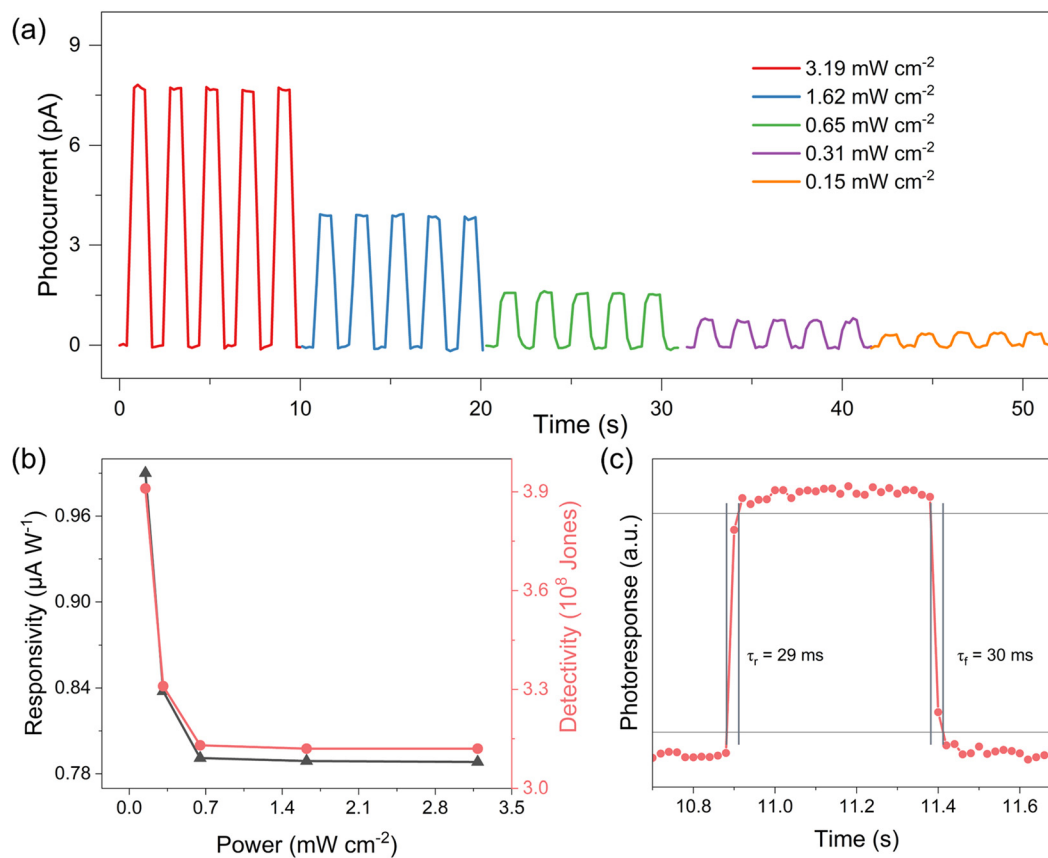 (a)
Photocurrent (pA)
9
6
3
0
3.19 mW cm⁻²
1.62 mW cm⁻²
0.65 mW cm⁻²
0.31 mW cm⁻²
0.15 mW cm⁻²
0 10 20 30 40 50
Time (s)
(b)
Responsivity (μA W⁻¹)
0.96
0.90
0.84
0.78
3.9
3.6
3.3
3.0
Detectivity (10⁸ Jones)
0.0 0.7 1.4 2.1 2.8 3.5
Power (mW cm⁻²)
(c)
Photoresponse (a.u.)
τᵣ = 29 ms
τf = 30 ms
10.8 11.0 11.2 11.4 11.6
Time (s)